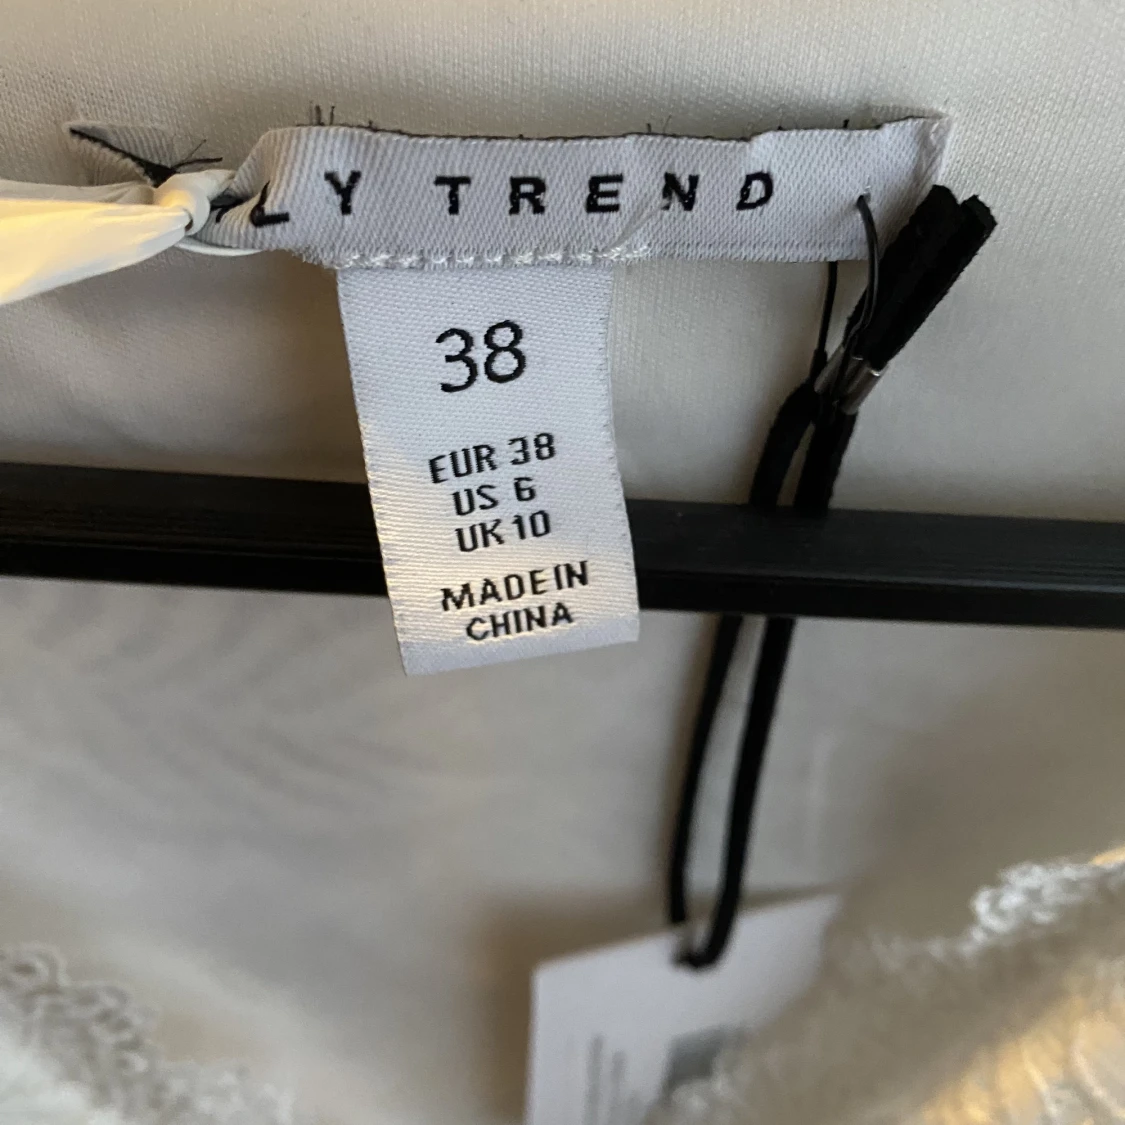 LY TREND
38
EUR 38
US 6
UK 10
MADE IN
CHINA